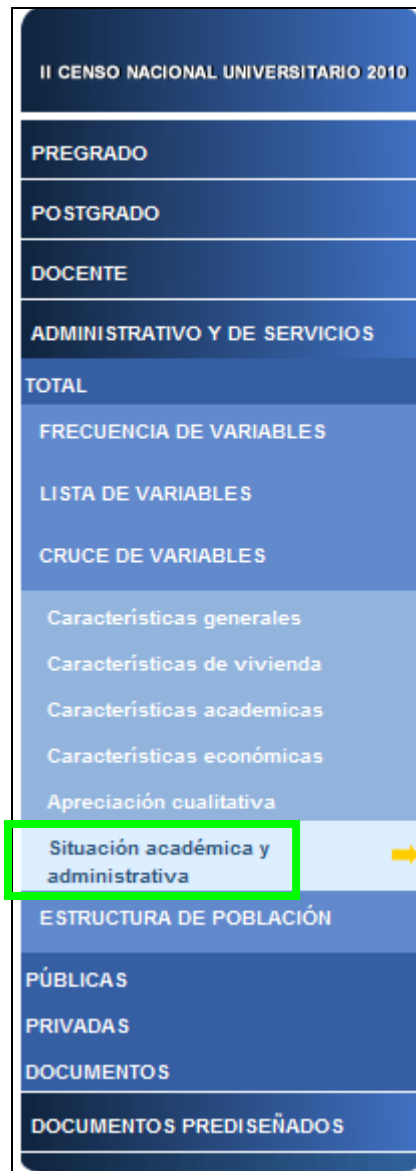 II CENSO NACIONAL UNIVERSITARIO 2010
PREGRADO
POSTGRADO
DOCENTE
ADMINISTRATIVO Y DE SERVICIOS
TOTAL
FRECUENCIA DE VARIABLES
LISTA DE VARIABLES
CRUCE DE VARIABLES
Características generales
Características de vivienda
Características academicas
Características económicas
Apreciación cualitativa
Situación académica y
administrativa
ESTRUCTURA DE POBLACIÓN
PÚBLICAS
PRIVADAS
DOCUMENTOS
DOCUMENTOS PREDISEÑADOS